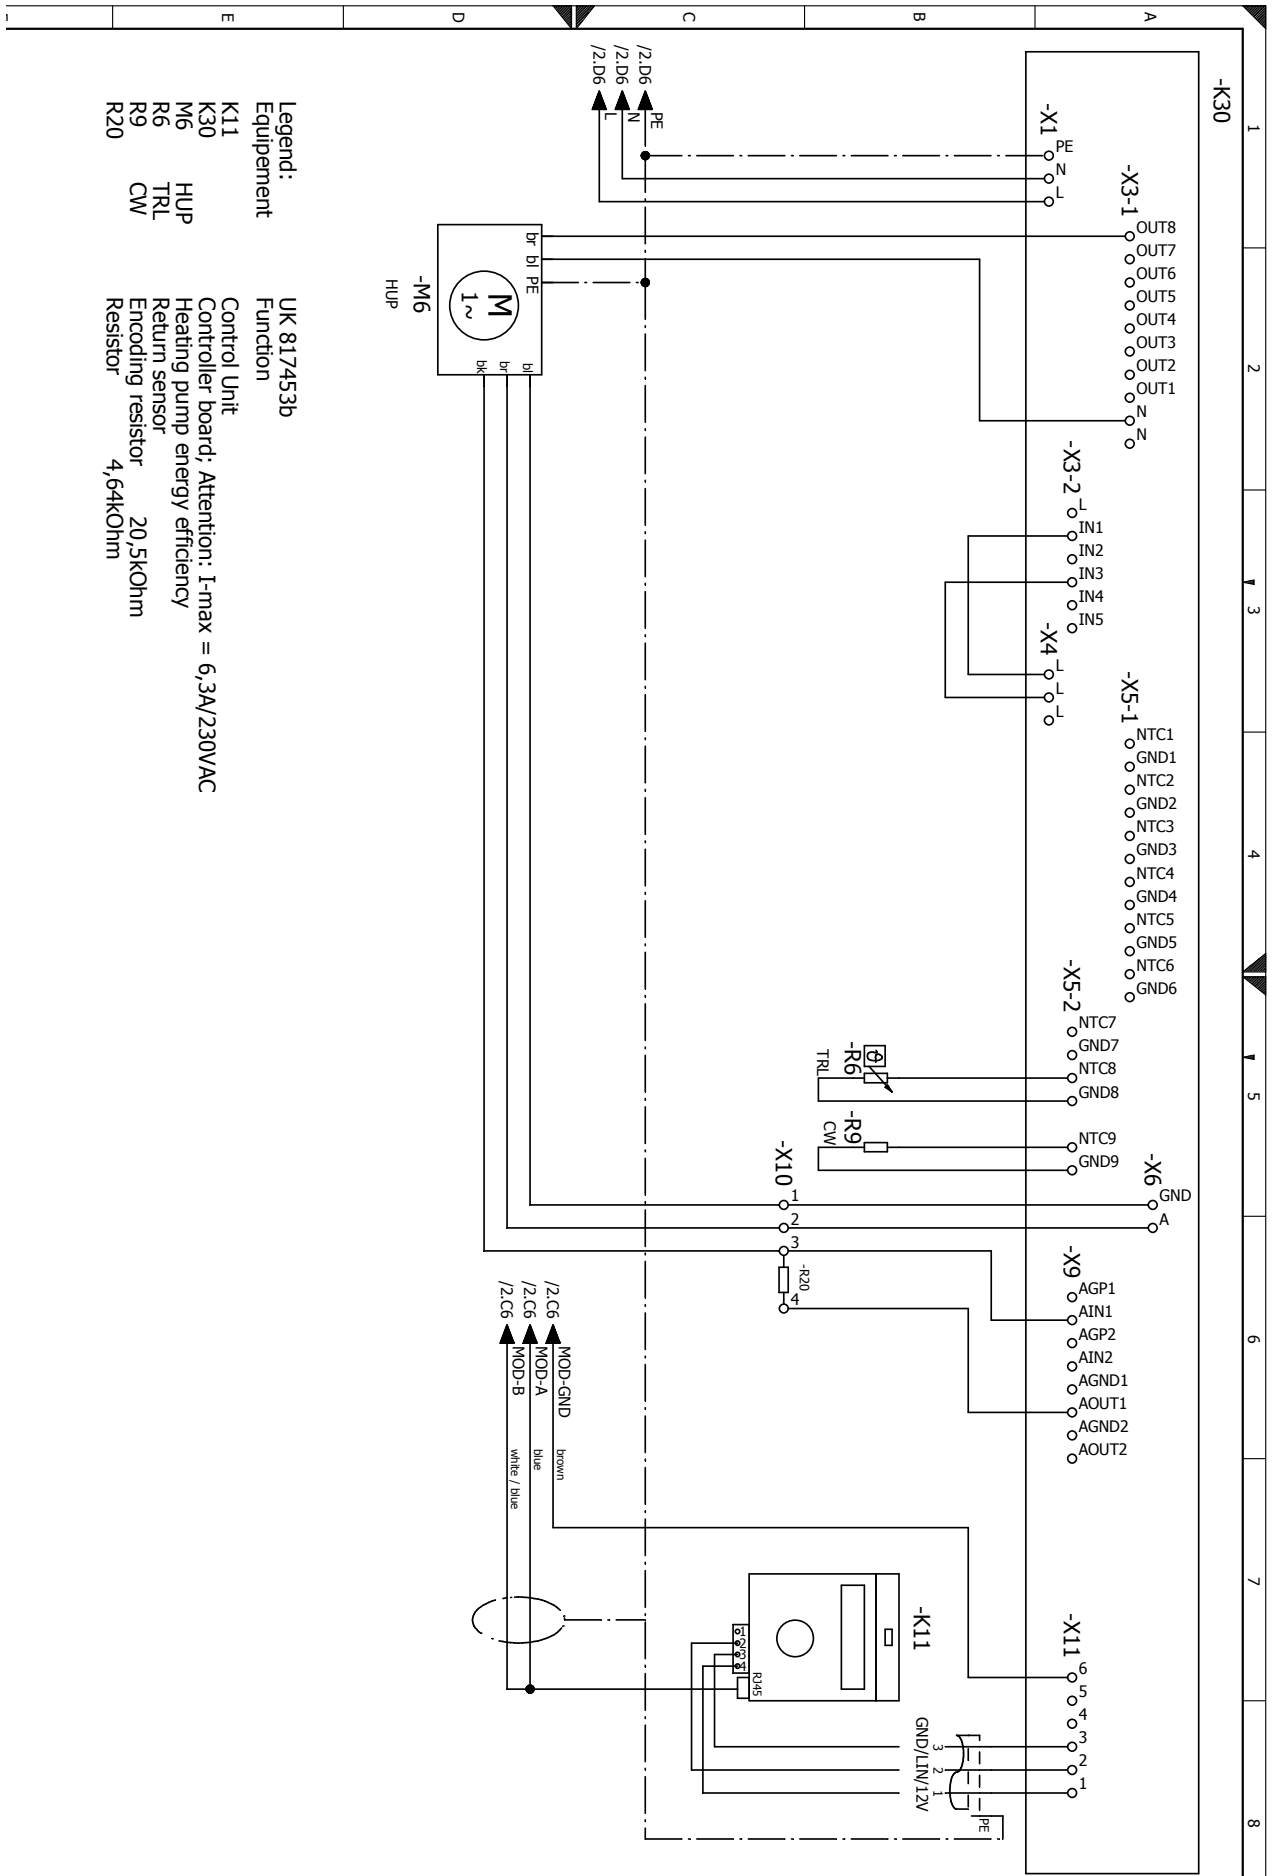 1
2
3
4
5
6
7
8
A
B
C
D
E
-K30
-X1
PE
N
L
-X3-1
OUT8
OUT7
OUT6
OUT5
OUT4
OUT3
OUT2
OUT1
N
N
-X3-2
L
IN1
IN2
IN3
IN4
IN5
-X4
L
L
L
-X5-1
NTC1
GND1
NTC2
GND2
NTC3
GND3
NTC4
GND4
NTC5
GND5
NTC6
GND6
-X5-2
NTC7
GND7
NTC8
GND8
NTC9
GND9
-X6
GND
A
-X9
AGP1
AIN1
AGP2
AIN2
AGND1
AOUT1
AGND2
AOUT2
-X11
6
5
4
3
2
1
ϑ
-R6
TRL
-R9
CW
-X10
1
2
3
4
-R20
-K11
1
2
3
4
RJ45
GND/LIN/12V
3
2
1
PE
/2.D6
PE
/2.D6
N
/2.D6
L
br
bl
PE
M
1~
bk
br
bl
-M6
HUP
/2.C6
MOD-GND
brown
/2.C6
MOD-A
blue
/2.C6
MOD-B
white / blue
Legend: UK 817453b
Equipement Function
K11 Control Unit
K30 Controller board; Attention: I-max = 6,3A/230VAC
M6 HUP Heating pump energy efficiency
R6 TRL Return sensor
R9 CW Encoding resistor 20,5kOhm
R20 Resistor 4,64kOhm